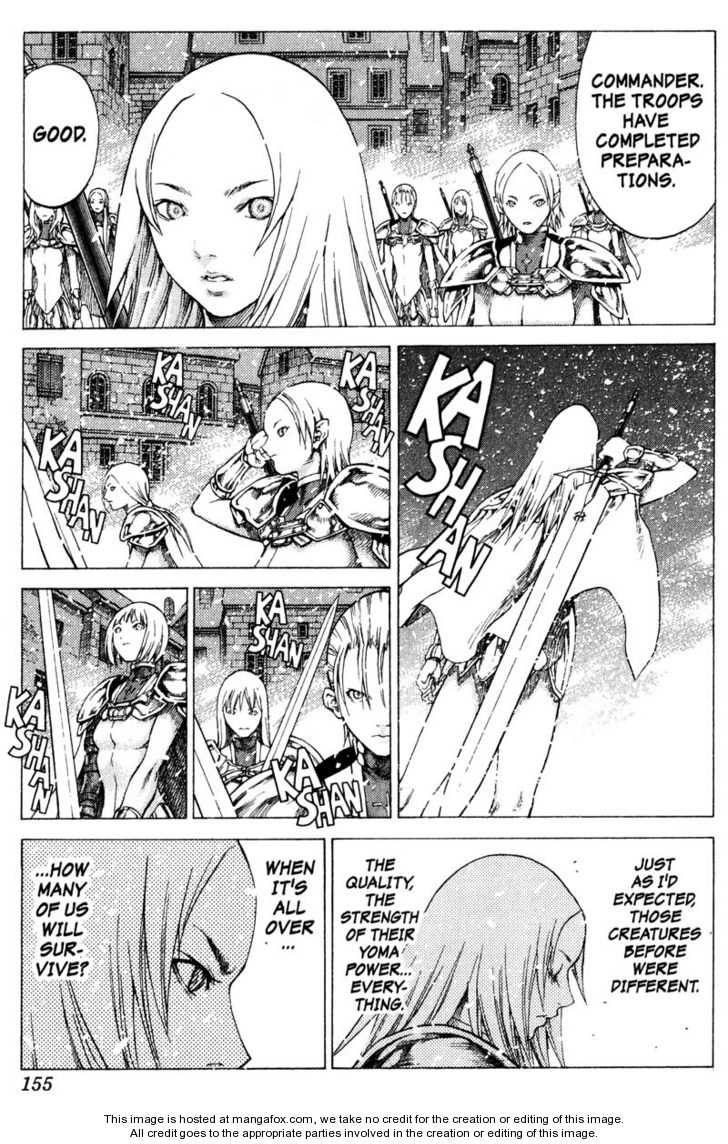 COMMANDER.
THE TROOPS
HAVE
COMPLETED
PREPARA-
TIONS.
GOOD.
KA
SHAN
KA
SHAN
KA
SHAN
KA
SHAN
KA
SHAN
KA
SHAN
KA
SHAN
JUST
AS I'D
EXPECTED,
THOSE
CREATURES
BEFORE
WERE
DIFFERENT.
THE
QUALITY,
THE
STRENGTH
OF THEIR
YOMA
POWER...
EVERY-
THING.
WHEN
IT'S
ALL
OVER
...
...HOW
MANY
OF US
WILL
SUR-
VIVE?
155
This image is hosted at mangafox.com, we take no credit for the creation or editing of this image.
All credit goes to the appropriate parties involved in the creation or editing of this image.